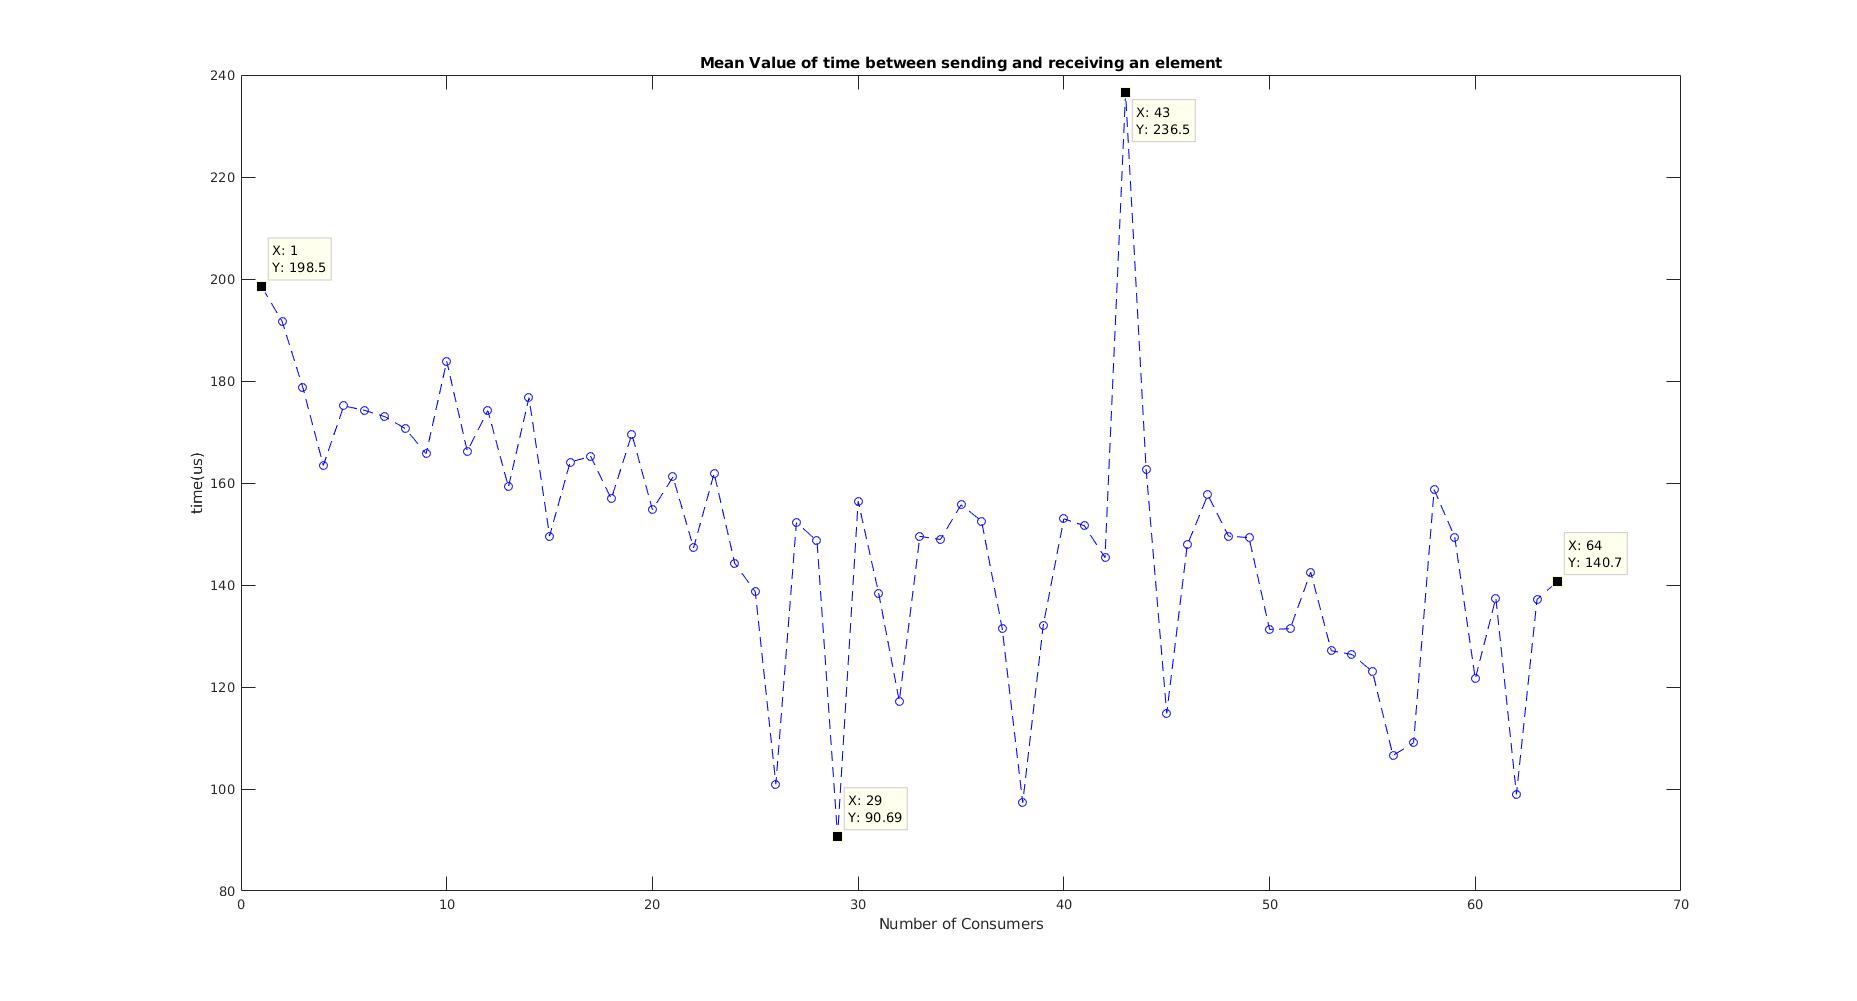 Mean Value of time between sending and receiving an element
240
220
200
180
160
140
120
100
80
time(us)
X: 1
Y: 198.5
X: 43
Y: 236.5
X: 29
Y: 90.69
X: 64
Y: 140.7
0 10 20 30 40 50 60 70
Number of Consumers